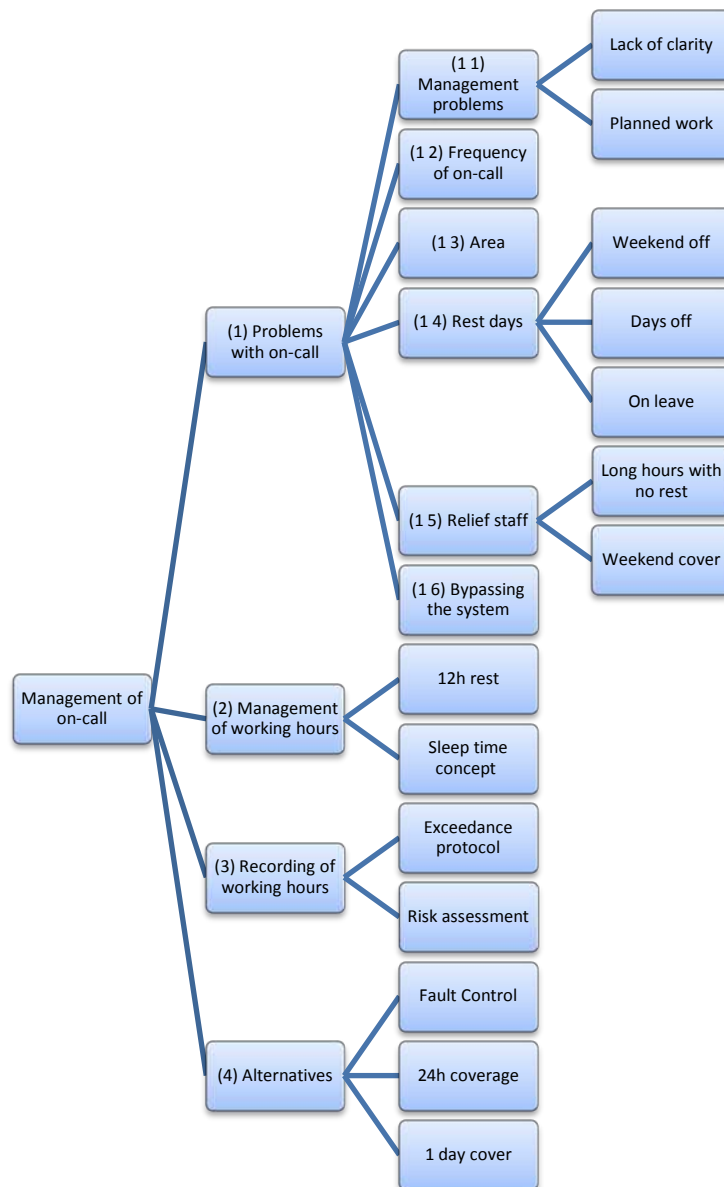 Management of
on-call
(1) Problems
with on-call
(1 1)
Management
problems
Lack of clarity
Planned work
(1 2) Frequency
of on-call
(1 3) Area
(1 4) Rest days
Weekend off
Days off
On leave
(1 5) Relief staff
Long hours with
no rest
Weekend cover
(1 6) Bypassing
the system
(2) Management
of working hours
12h rest
Sleep time
concept
(3) Recording of
working hours
Exceedance
protocol
Risk assessment
(4) Alternatives
Fault Control
24h coverage
1 day cover